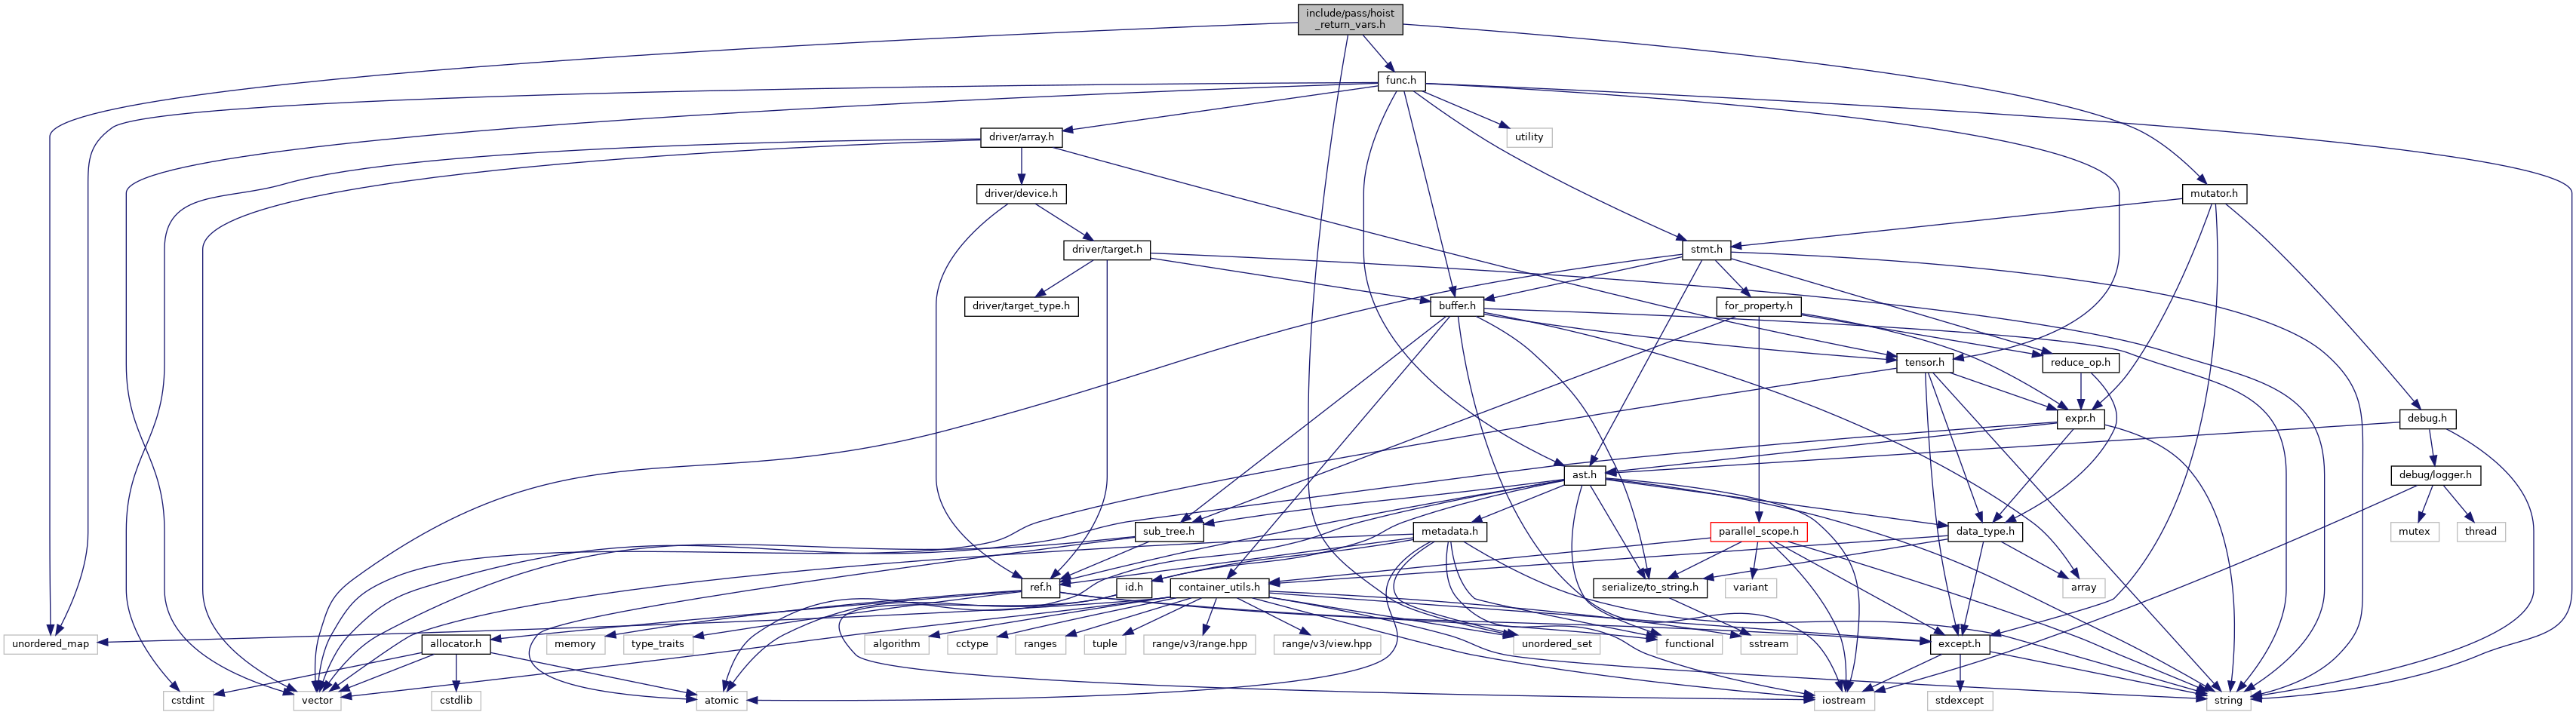 include/pass/hoist
_return_vars.h
func.h
driver/array.h
utility
driver/device.h
mutator.h
driver/target.h
stmt.h
driver/target_type.h
buffer.h
for_property.h
tensor.h
reduce_op.h
expr.h
debug.h
ast.h
debug/logger.h
sub_tree.h
metadata.h
parallel_scope.h
data_type.h
mutex
thread
ref.h
id.h
container_utils.h
serialize/to_string.h
variant
array
unordered_map
allocator.h
memory
type_traits
algorithm
cctype
ranges
tuple
range/v3/range.hpp
range/v3/view.hpp
unordered_set
functional
sstream
except.h
cstdint
vector
cstdlib
atomic
iostream
stdexcept
string